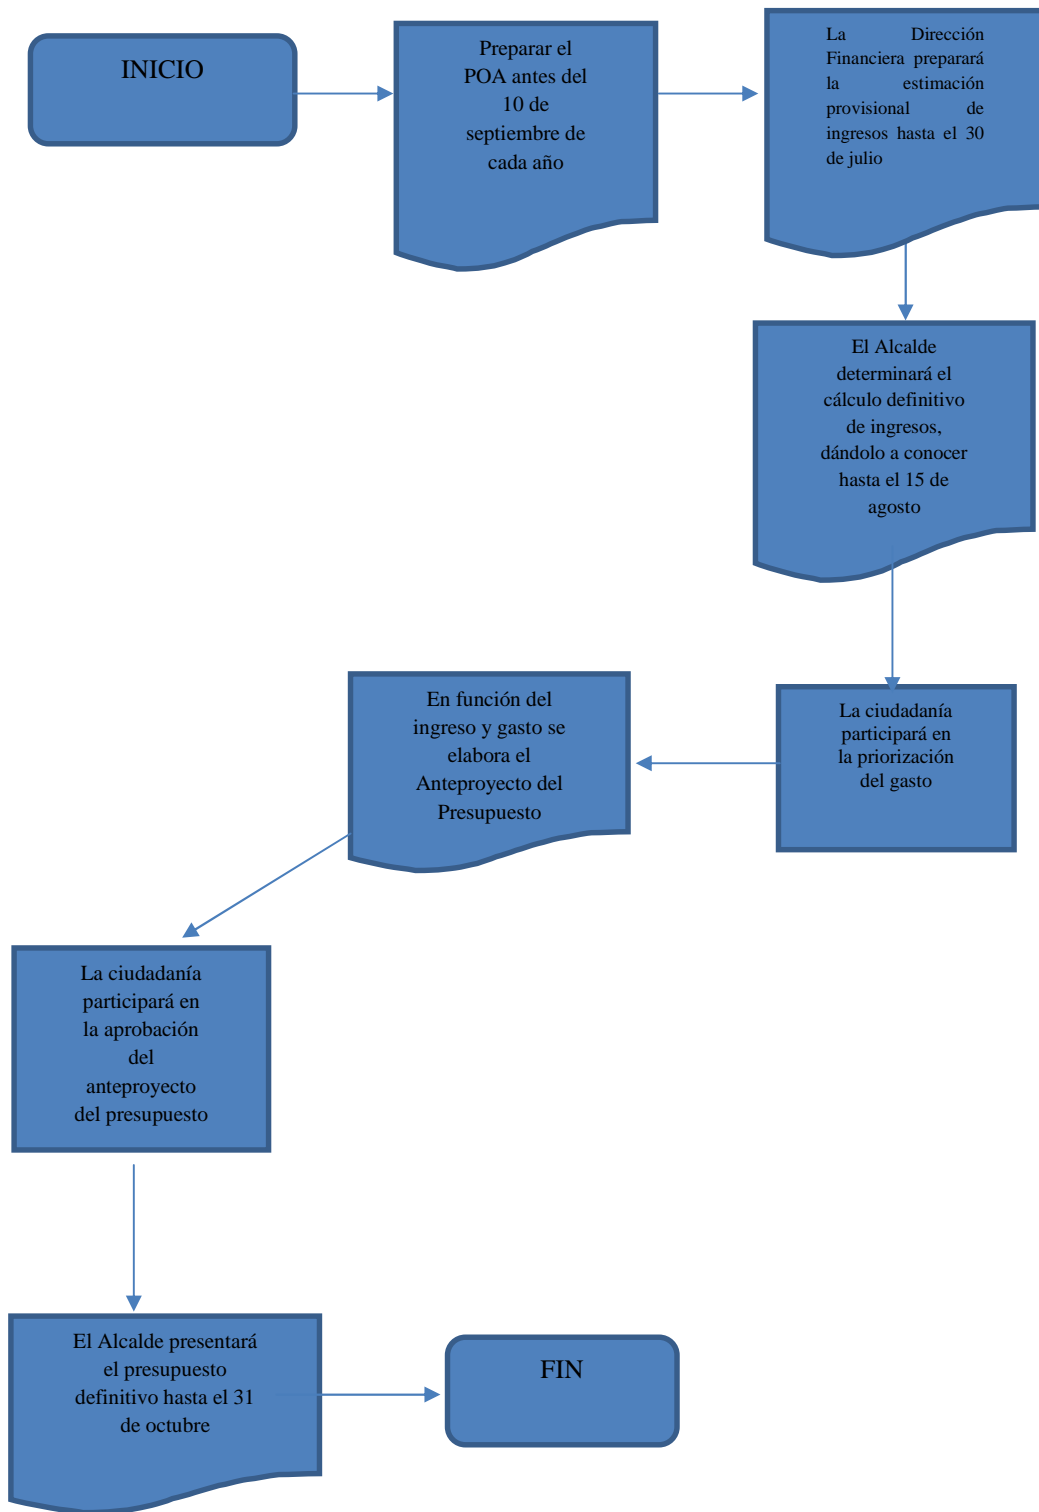 INICIO
Preparar el
POA antes del
10 de
septiembre de
cada año
La Dirección
Financiera preparará
la estimación
provisional de
ingresos hasta el 30
de julio
El Alcalde
determinará el
cálculo definitivo
de ingresos,
dándolo a conocer
hasta el 15 de
agosto
La ciudadanía
participará en
la priorización
del gasto
En función del
ingreso y gasto se
elabora el
Anteproyecto del
Presupuesto
La ciudadanía
participará en
la aprobación
del
anteproyecto
del presupuesto
El Alcalde presentará
el presupuesto
definitivo hasta el 31
de octubre
FIN